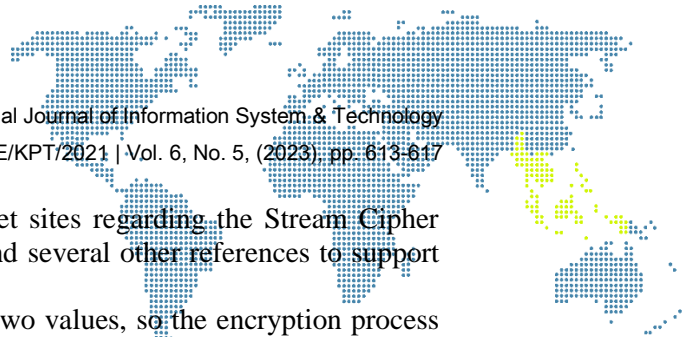 al Journal of Information System & Technology
E/KPT/2021 | Vol. 6, No. 5, (2023), pp. 613-617
et sites regarding the Stream Cipher
nd several other references to support
two values, so the encryption process